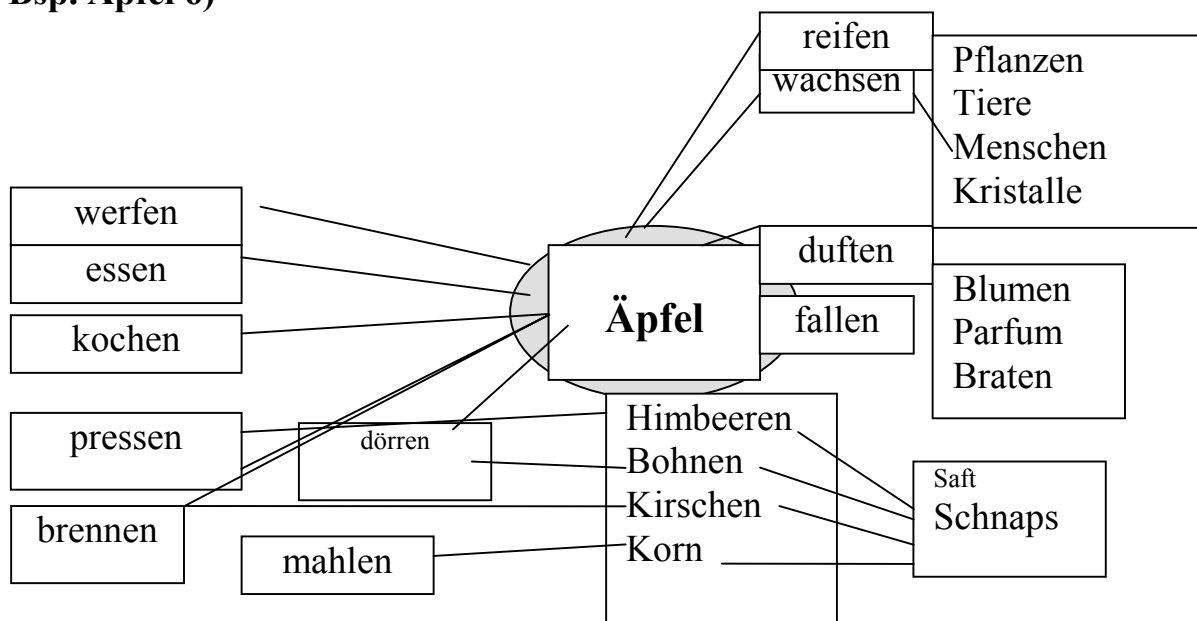 Bsp. Äpfel 6)
reifen
wachsen
Pflanzen
Tiere
Menschen
Kristalle
werfen
essen
kochen
pressen
brennen
dörren
mahlen
Äpfel
duften
fallen
Blumen
Parfum
Braten
Himbeeren
Bohnen
Kirschen
Korn
Saft
Schnaps